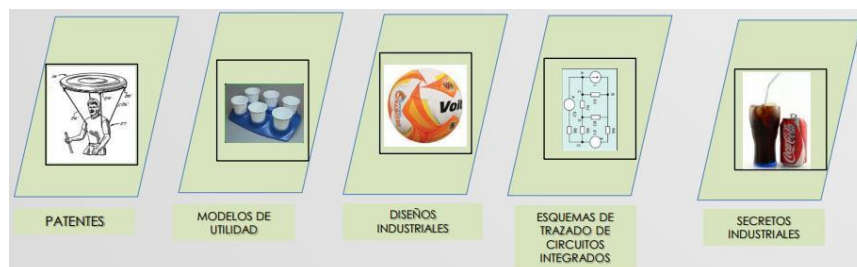 Voit
Coca-Cola
PATENTES
MODELOS DE
UTILIDAD
DISEÑOS
INDUSTRIALES
ESQUEMAS DE
TRAZADO DE
CIRCUITOS
INTEGRADOS
SECRETOS
INDUSTRIALES